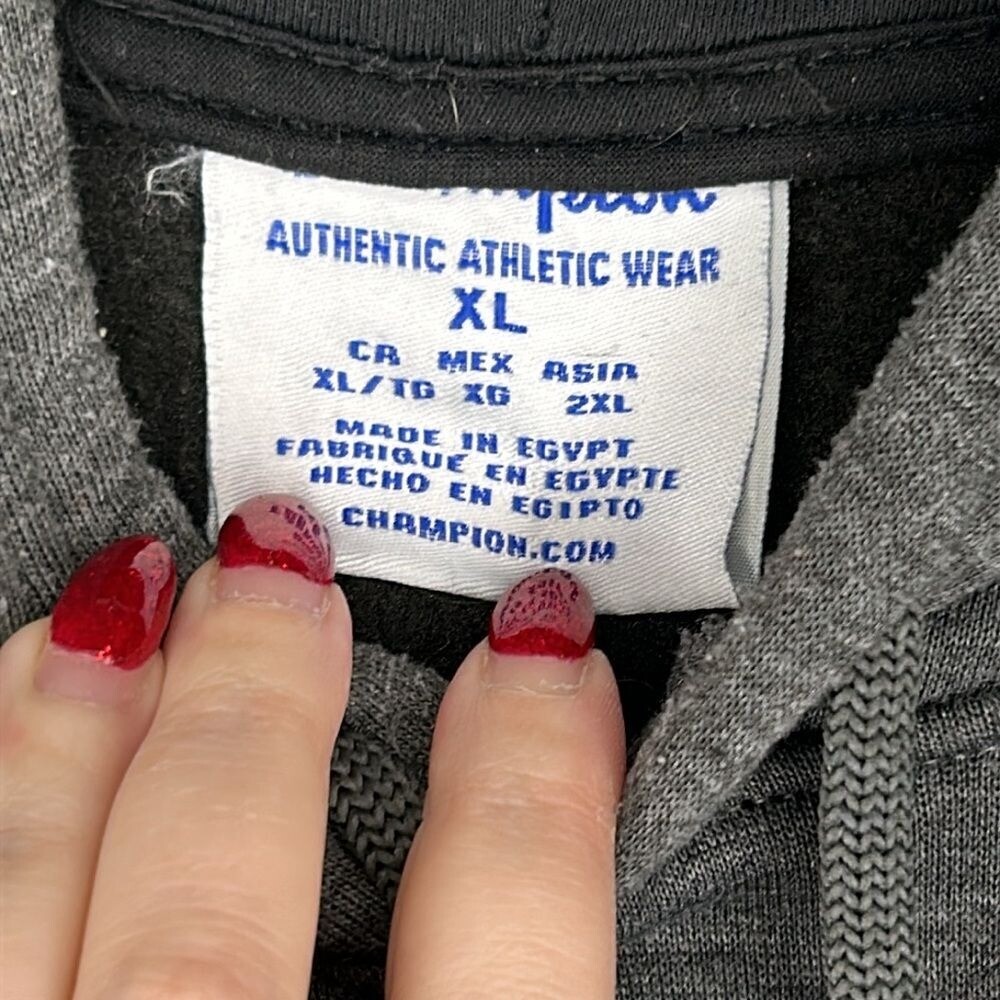 AUTHENTIC ATHLETIC WEAR
XL
CA MEX ASIA
XL/TG XG 2XL
MADE IN EGYPT
FABRIQUÉ EN EGYPTE
HECHO EN EGIPTO
CHAMPION.COM